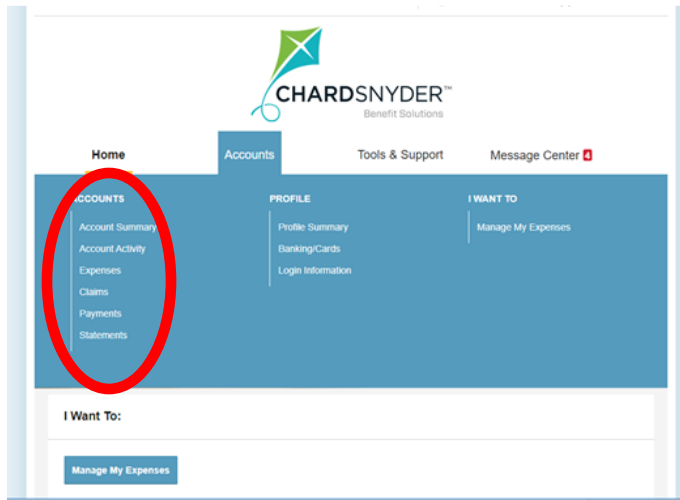 CHARDSNYDER™
Benefit Solutions
Home Accounts Tools & Support Message Center 4
ACCOUNTS
Account Summary
Account Activity
Expenses
Claims
Payments
Statements
PROFILE
Profile Summary
Banking/Cards
Login Information
I WANT TO
Manage My Expenses
I Want To:
Manage My Expenses